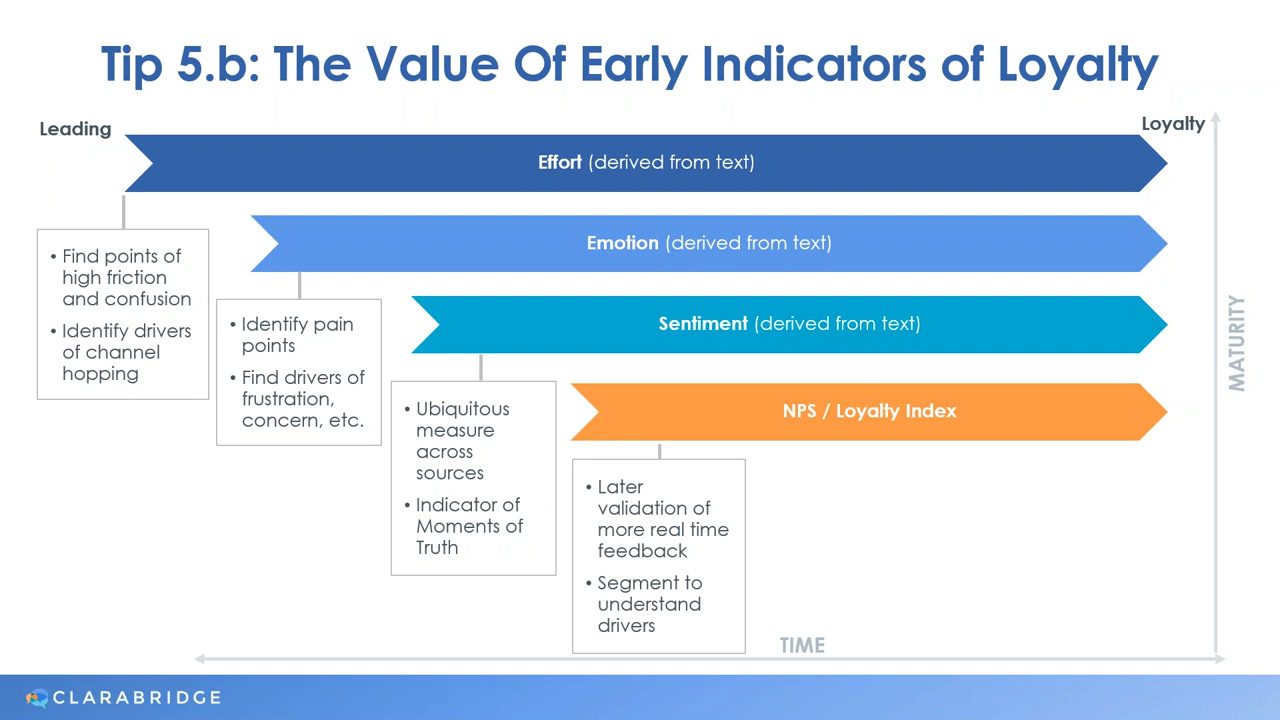 Tip 5.b: The Value Of Early Indicators of Loyalty
Leading
Loyalty
Effort (derived from text)
• Find points of
high friction
and confusion
• Identify drivers
of channel
hopping
Emotion (derived from text)
• Identify pain
points
• Find drivers of
frustration,
concern, etc.
Sentiment (derived from text)
• Ubiquitous
measure
across
sources
• Indicator of
Moments of
Truth
NPS / Loyalty Index
• Later
validation of
more real time
feedback
• Segment to
understand
drivers
MATURITY
TIME
CLARABRIDGE